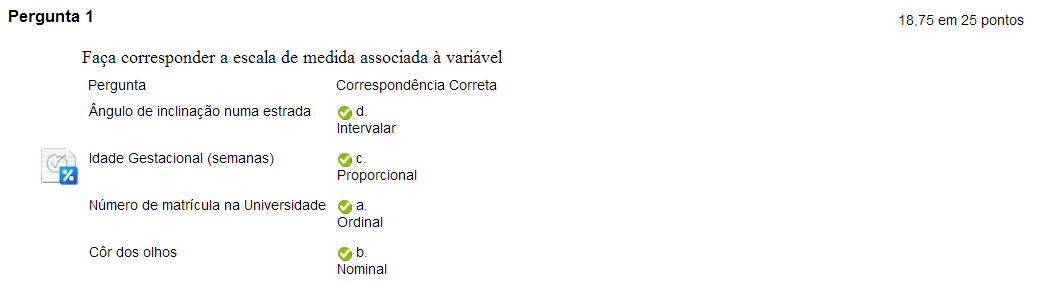 Pergunta 1
18,75 em 25 pontos
Faça corresponder a escala de medida associada à variável
Pergunta Correspondência Correta
Ângulo de inclinação numa estrada d.
Intervalar
Idade Gestacional (semanas) c.
Proporcional
Número de matrícula na Universidade a.
Ordinal
Côr dos olhos b.
Nominal